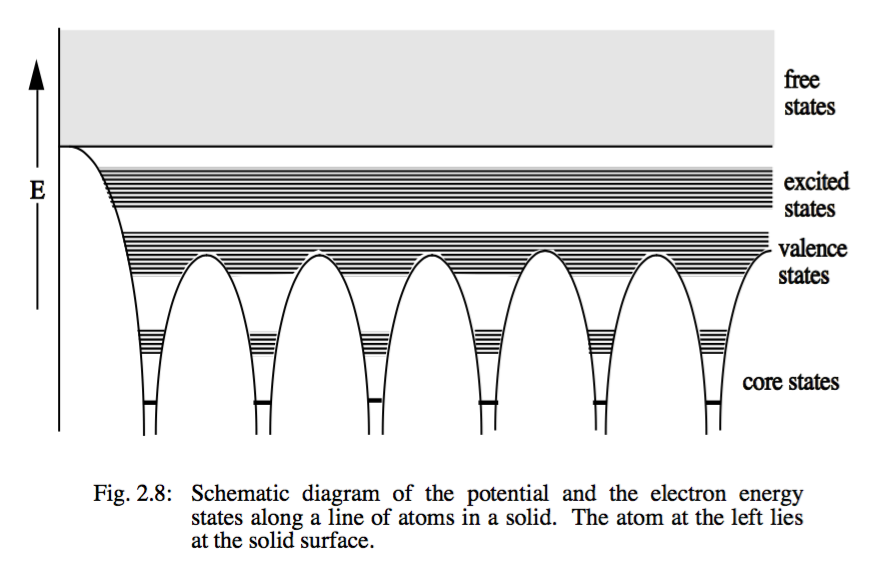 free
states
E
excited
states
valence
states
core states
Fig. 2.8: Schematic diagram of the potential and the electron energy
states along a line of atoms in a solid. The atom at the left lies
at the solid surface.